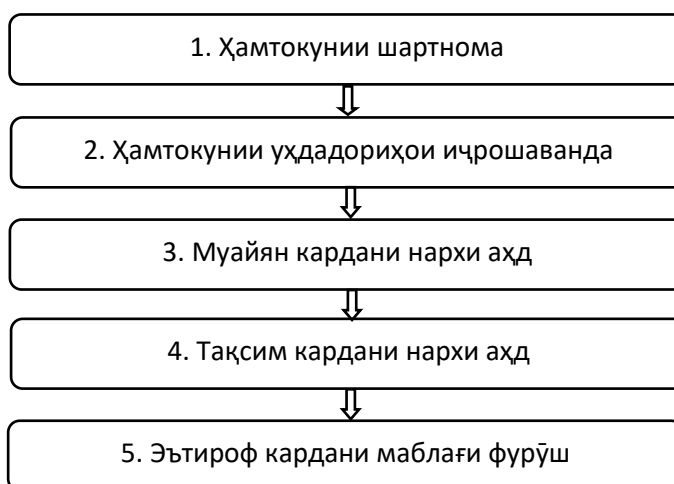 1. Ҳамтокунии шартнома
2. Ҳамтокунии уҳдадориҳои иҷрошаванда
3. Муайян кардани нархи аҳд
4. Тақсим кардани нархи аҳд
5. Эътироф кардани маблағи фурӯш